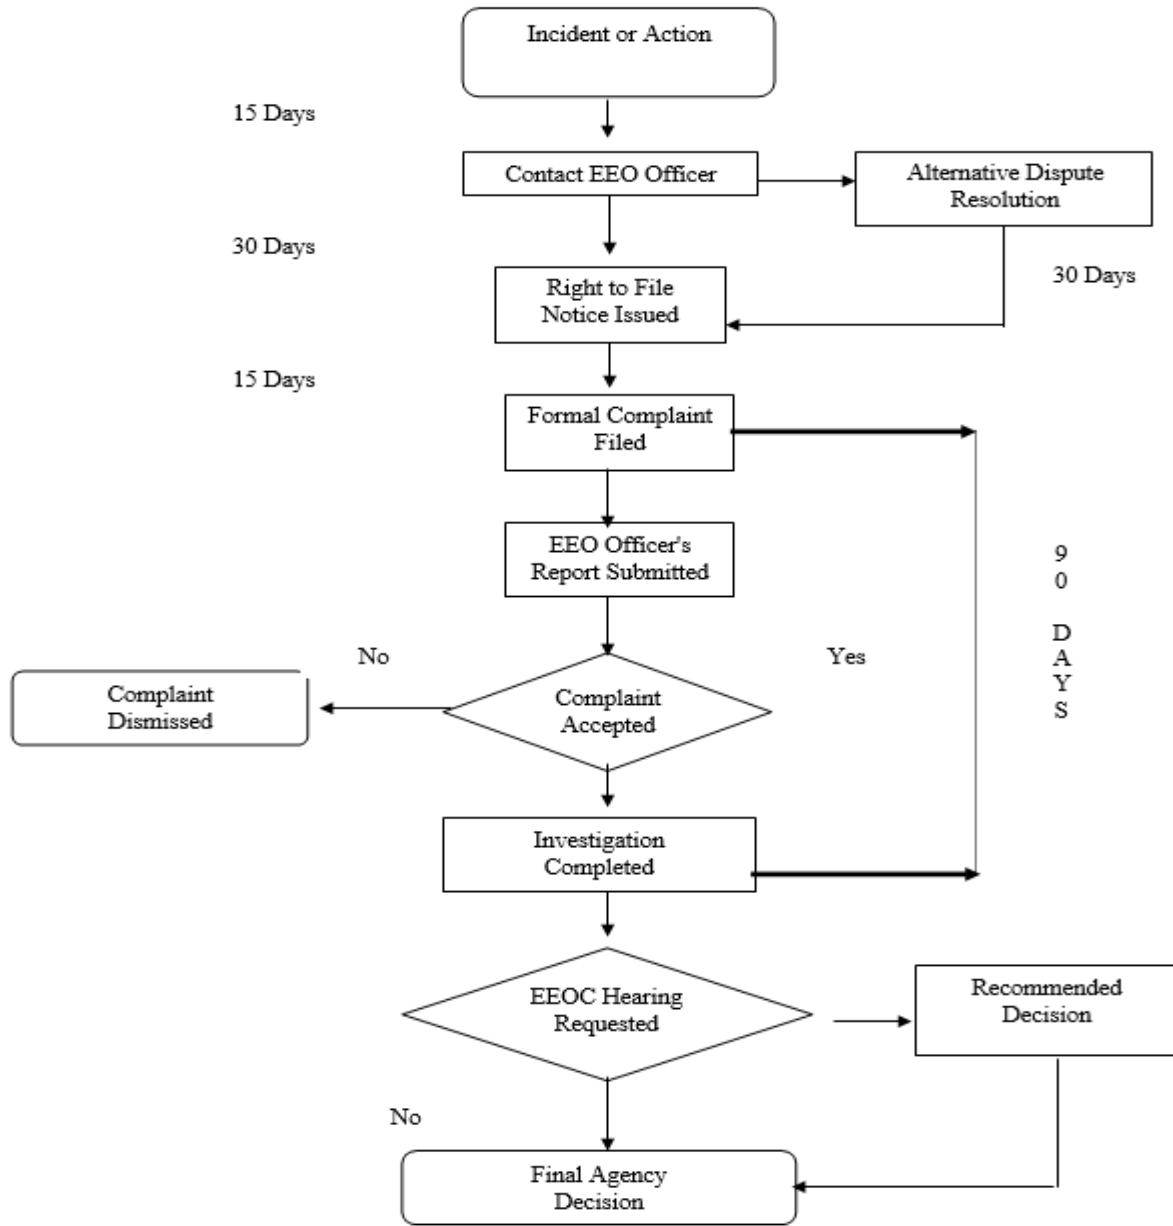 Incident or Action
15 Days
Contact EEO Officer
Alternative Dispute
Resolution
30 Days
30 Days
Right to File
Notice Issued
15 Days
Formal Complaint
Filed
EEO Officer's
Report Submitted
9
0
D
A
Y
S
No
Yes
Complaint
Dismissed
Complaint
Accepted
Investigation
Completed
EEOC Hearing
Requested
Recommended
Decision
No
Final Agency
Decision